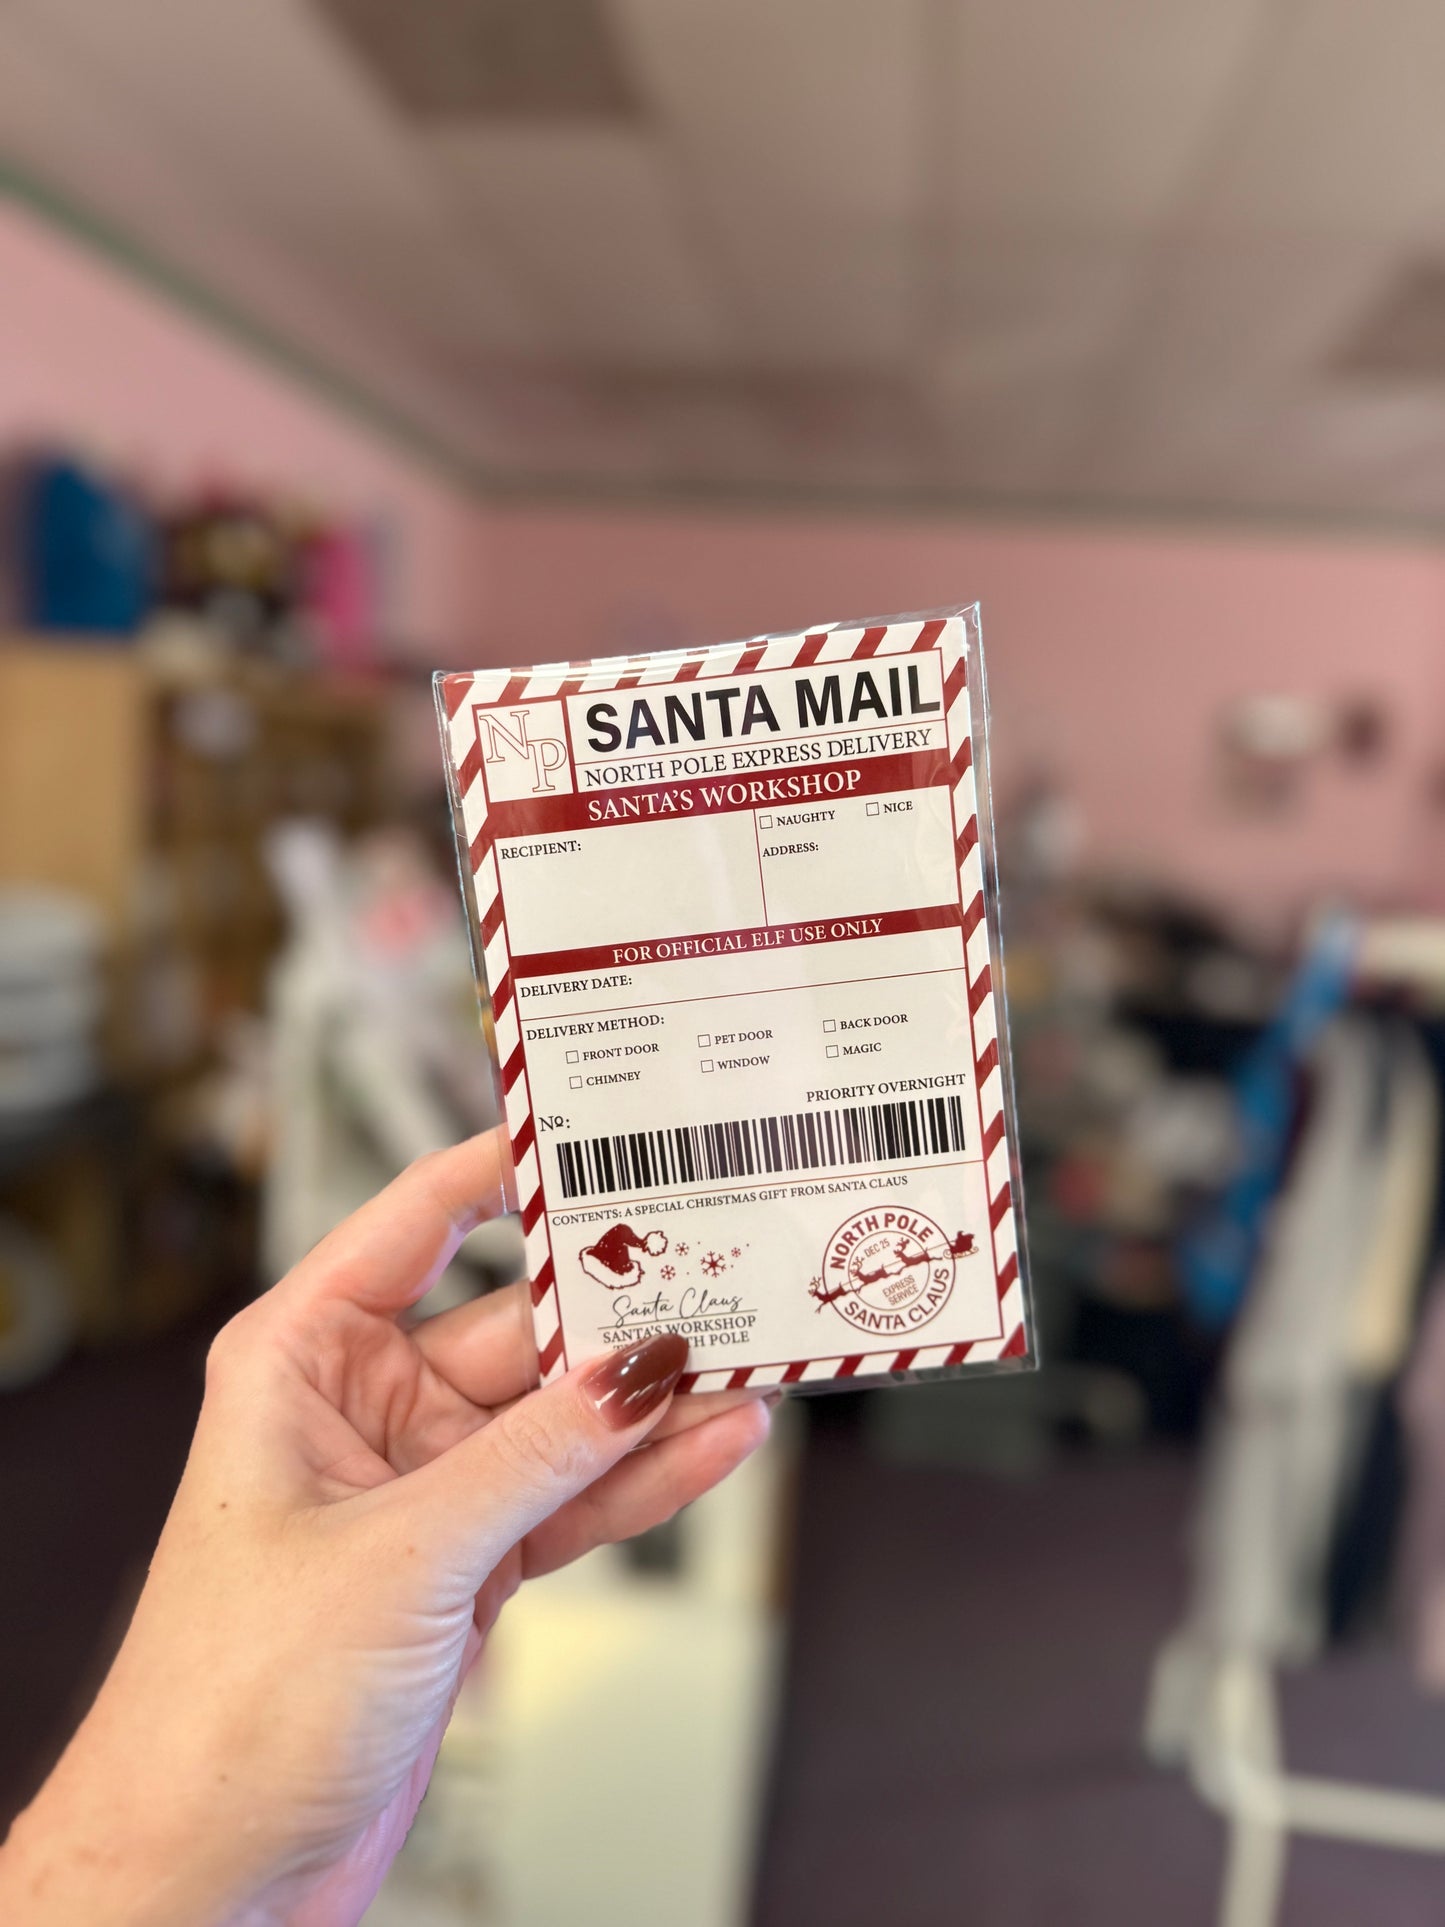 NP
SANTA MAIL
NORTH POLE EXPRESS DELIVERY
SANTA'S WORKSHOP
RECIPIENT:
NAUGHTY
NICE
ADDRESS:
FOR OFFICIAL ELF USE ONLY
DELIVERY DATE:
DELIVERY METHOD:
FRONT DOOR
PET DOOR
BACK DOOR
CHIMNEY
WINDOW
MAGIC
PRIORITY OVERNIGHT
Nº:
CONTENTS: A SPECIAL CHRISTMAS GIFT FROM SANTA CLAUS
Santa Claus
SANTA'S WORKSHOP
POLE
NORTH POLE
DEC 25
EXPRESS
SERVICE
SANTA CLAUS